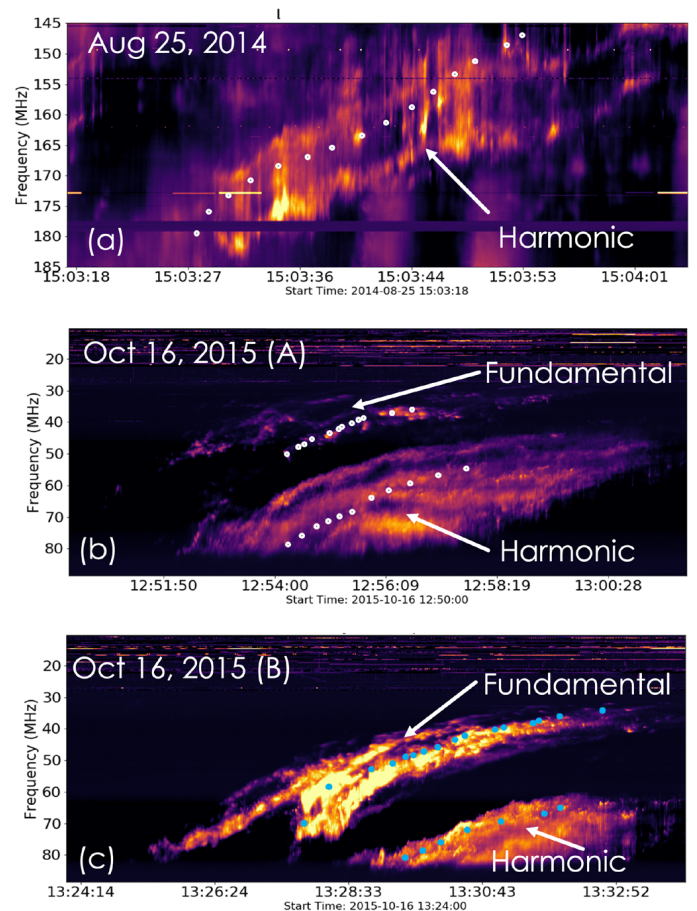 145
Aug 25, 2014
155
160
165
170
175
180
185
Frequency (MHz)
Harmonic
(a)
15:03:18 15:03:27 15:03:36 15:03:44 15:03:53 15:04:01
Start Time: 2014-08-25 15:03:18
Oct 16, 2015 (A)
20
30
40
50
60
70
80
Frequency (MHz)
Fundamental
Harmonic
(b)
12:51:50 12:54:00 12:56:09 12:58:19 13:00:28
Start Time: 2015-10-16 12:50:00
Oct 16, 2015 (B)
20
30
40
50
60
70
80
Frequency (MHz)
Fundamental
Harmonic
(c)
13:24:14 13:26:24 13:28:33 13:30:43 13:32:52
Start Time: 2015-10-16 13:24:00